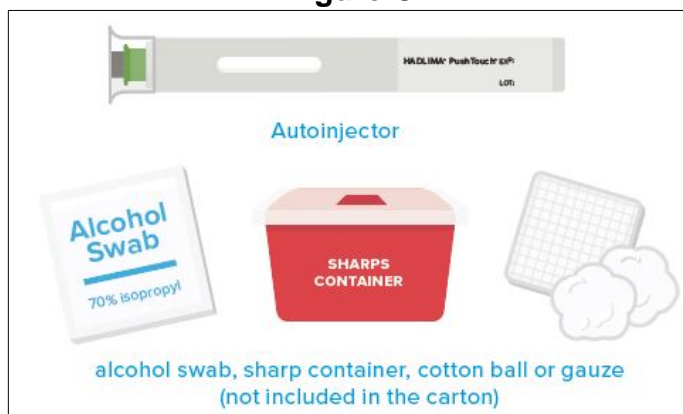 HADLIMA® PushTouch® EXP:
LOT:
Autoinjector
Alcohol
Swab
70% isopropyl
SHARPS
CONTAINER
alcohol swab, sharp container, cotton ball or gauze
(not included in the carton)